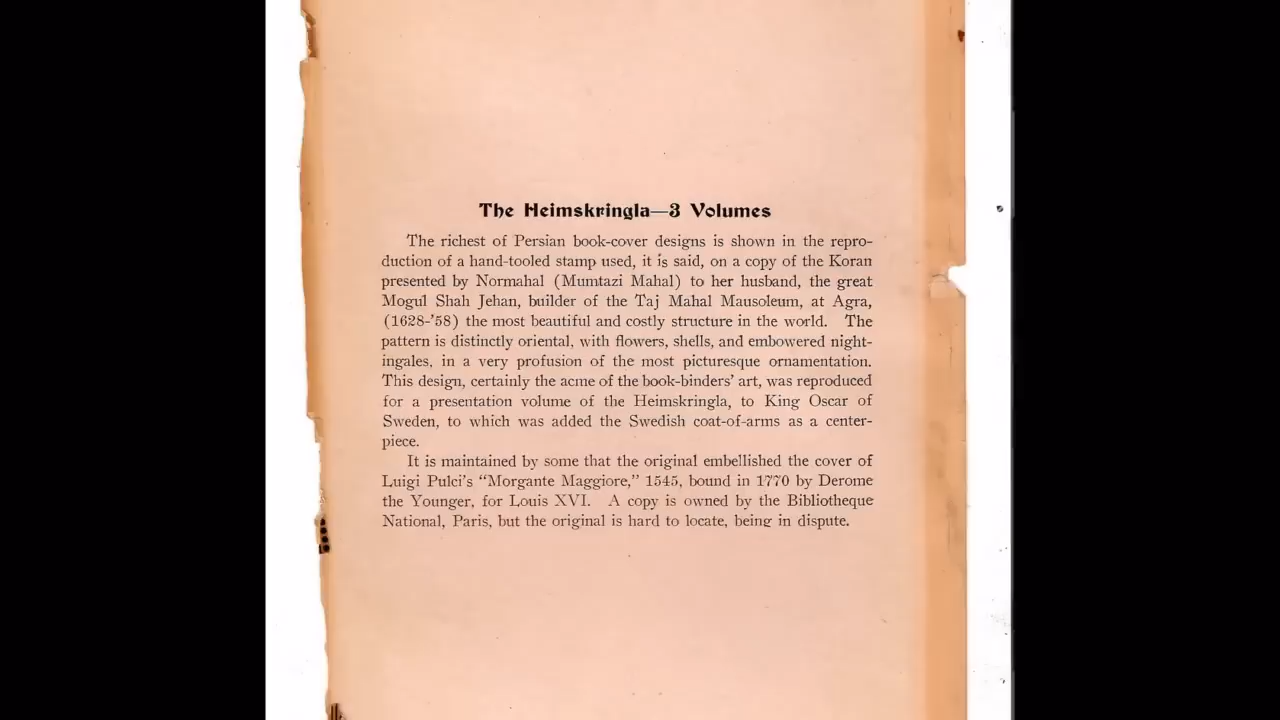 The Heimskringla—3 Volumes
The richest of Persian book-cover designs is shown in the repro-
duction of a hand-tooled stamp used, it is said, on a copy of the Koran
presented by Normahal (Mumtazi Mahal) to her husband, the great
Mogul Shah Jehan, builder of the Taj Mahal Mausoleum, at Agra,
(1628-'58) the most beautiful and costly structure in the world. The
pattern is distinctly oriental, with flowers, shells, and embowered night-
ingales, in a very profusion of the most picturesque ornamentation.
This design, certainly the acme of the book-binders' art, was reproduced
for a presentation volume of the Heimskringla, to King Oscar of
Sweden, to which was added the Swedish coat-of-arms as a center-
piece.
It is maintained by some that the original embellished the cover of
Luigi Pulci's “Morgante Maggiore,” 1545, bound in 1770 by Derome
the Younger, for Louis XVI. A copy is owned by the Bibliotheque
National, Paris, but the original is hard to locate, being in dispute.